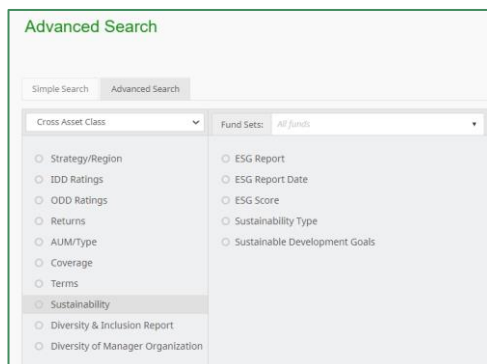 Advanced Search
Simple Search Advanced Search
Cross Asset Class Fund Sets: All funds
Strategy/Region
IDD Ratings
ODD Ratings
Returns
AUM/Type
Coverage
Terms
Sustainability
Diversity & Inclusion Report
Diversity of Manager Organization
ESG Report
ESG Report Date
ESG Score
Sustainability Type
Sustainable Development Goals